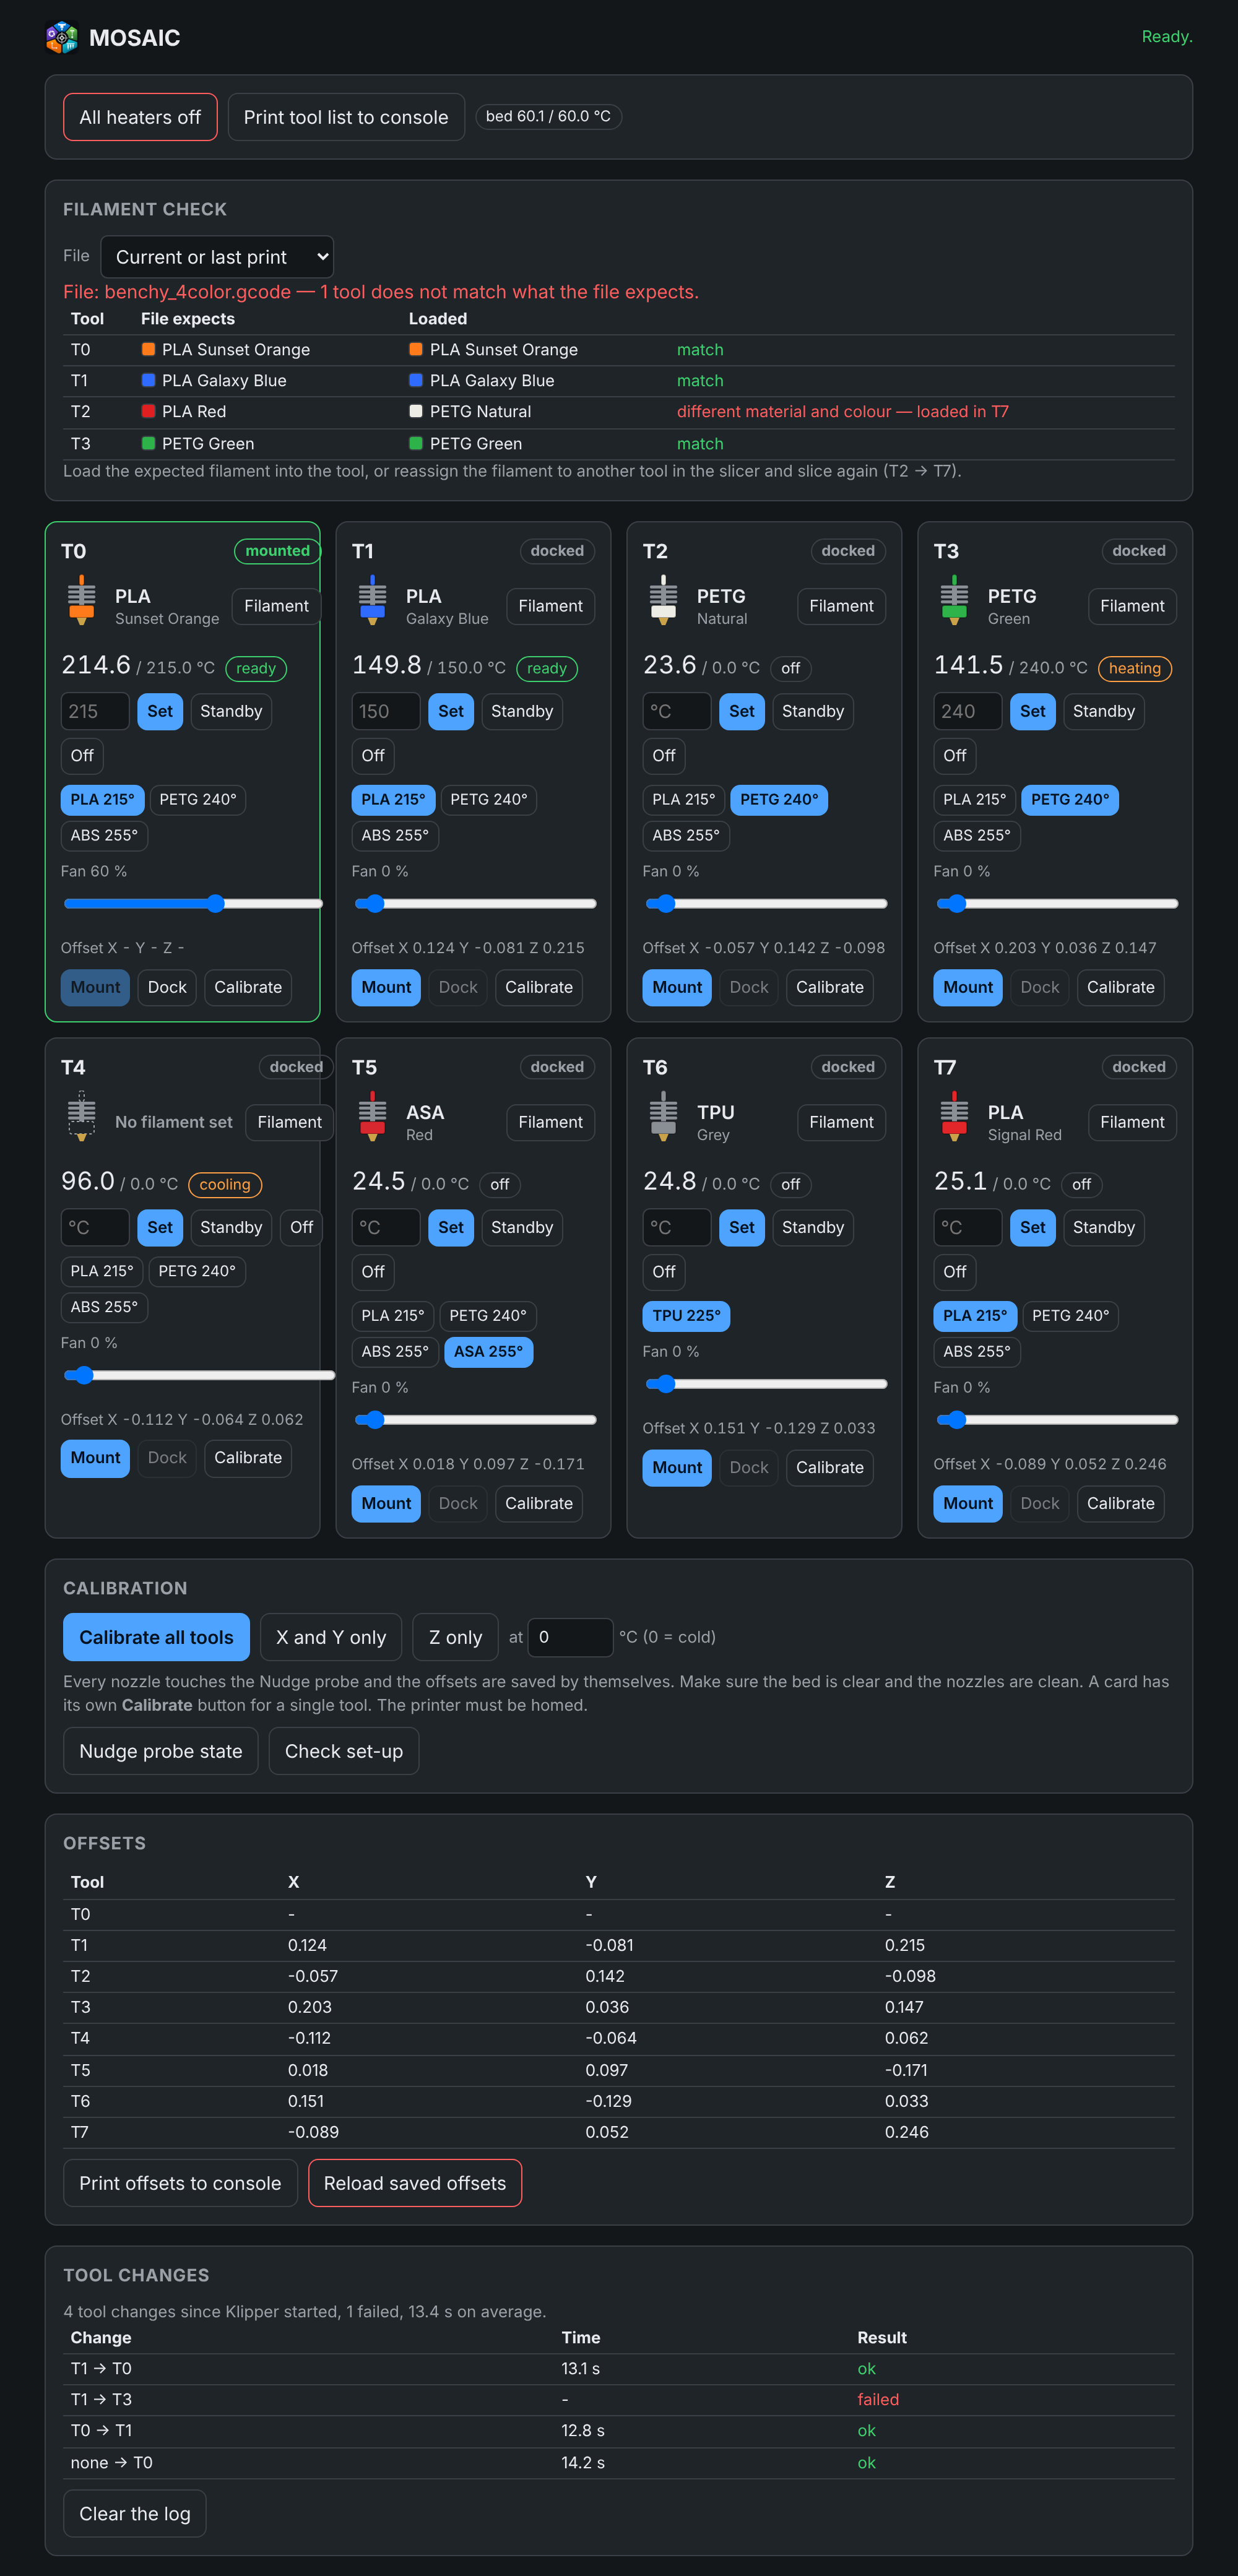 MOSAIC
Ready.
All heaters off Print tool list to console bed 60.1 / 60.0 °C
FILAMENT CHECK
File Current or last print
File: benchy_4color.gcode — 1 tool does not match what the file expects.
Tool File expects Loaded
T0 PLA Sunset Orange PLA Sunset Orange match
T1 PLA Galaxy Blue PLA Galaxy Blue match
T2 PLA Red PETG Natural different material and colour — loaded in T7
T3 PETG Green PETG Green match
Load the expected filament into the tool, or reassign the filament to another tool in the slicer and slice again (T2 → T7).
T0 mounted
PLA
Sunset Orange
Filament
214.6 / 215.0 °C ready
215 Set Standby
Off
PLA 215° PETG 240°
ABS 255°
Fan 60 %
Offset X - Y - Z -
Mount Dock Calibrate
T1 docked
PLA
Galaxy Blue
Filament
149.8 / 150.0 °C ready
150 Set Standby
Off
PLA 215° PETG 240°
ABS 255°
Fan 0 %
Offset X 0.124 Y -0.081 Z 0.215
Mount Dock Calibrate
T2 docked
PETG
Natural
Filament
23.6 / 0.0 °C off
°C Set Standby
Off
PLA 215° PETG 240°
ABS 255°
Fan 0 %
Offset X -0.057 Y 0.142 Z -0.098
Mount Dock Calibrate
T3 docked
PETG
Green
Filament
141.5 / 240.0 °C heating
240 Set Standby
Off
PLA 215° PETG 240°
ABS 255°
Fan 0 %
Offset X 0.203 Y 0.036 Z 0.147
Mount Dock Calibrate
T4 docked
No filament set Filament
96.0 / 0.0 °C cooling
°C Set Standby Off
PLA 215° PETG 240°
ABS 255°
Fan 0 %
Offset X -0.112 Y -0.064 Z 0.062
Mount Dock Calibrate
T5 docked
ASA
Red
Filament
24.5 / 0.0 °C off
°C Set Standby
Off
PLA 215° PETG 240°
ABS 255° ASA 255°
Fan 0 %
Offset X 0.018 Y 0.097 Z -0.171
Mount Dock Calibrate
T6 docked
TPU
Grey
Filament
24.8 / 0.0 °C off
°C Set Standby
Off
TPU 225°
Fan 0 %
Offset X 0.151 Y -0.129 Z 0.033
Mount Dock Calibrate
T7 docked
PLA
Signal Red
Filament
25.1 / 0.0 °C off
°C Set Standby
Off
PLA 215° PETG 240°
ABS 255°
Fan 0 %
Offset X -0.089 Y 0.052 Z 0.246
Mount Dock Calibrate
CALIBRATION
Calibrate all tools X and Y only Z only at 0 °C (0 = cold)
Every nozzle touches the Nudge probe and the offsets are saved by themselves. Make sure the bed is clear and the nozzles are clean. A card has
its own Calibrate button for a single tool. The printer must be homed.
Nudge probe state Check set-up
OFFSETS
Tool X Y Z
T0 - - -
T1 0.124 -0.081 0.215
T2 -0.057 0.142 -0.098
T3 0.203 0.036 0.147
T4 -0.112 -0.064 0.062
T5 0.018 0.097 -0.171
T6 0.151 -0.129 0.033
T7 -0.089 0.052 0.246
Print offsets to console Reload saved offsets
TOOL CHANGES
4 tool changes since Klipper started, 1 failed, 13.4 s on average.
Change Time Result
T1 → T0 13.1 s ok
T1 → T3 - failed
T0 → T1 12.8 s ok
none → T0 14.2 s ok
Clear the log